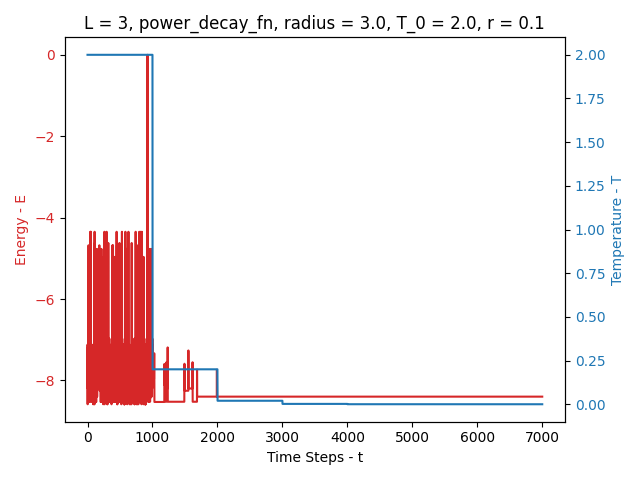 L = 3, power_decay_fn, radius = 3.0, T_0 = 2.0, r = 0.1
0
−2
−4
−6
−8
Energy - E
2.00
1.75
1.50
1.25
1.00
0.75
0.50
0.25
0.00
Temperature - T
0 1000 2000 3000 4000 5000 6000 7000
Time Steps - t